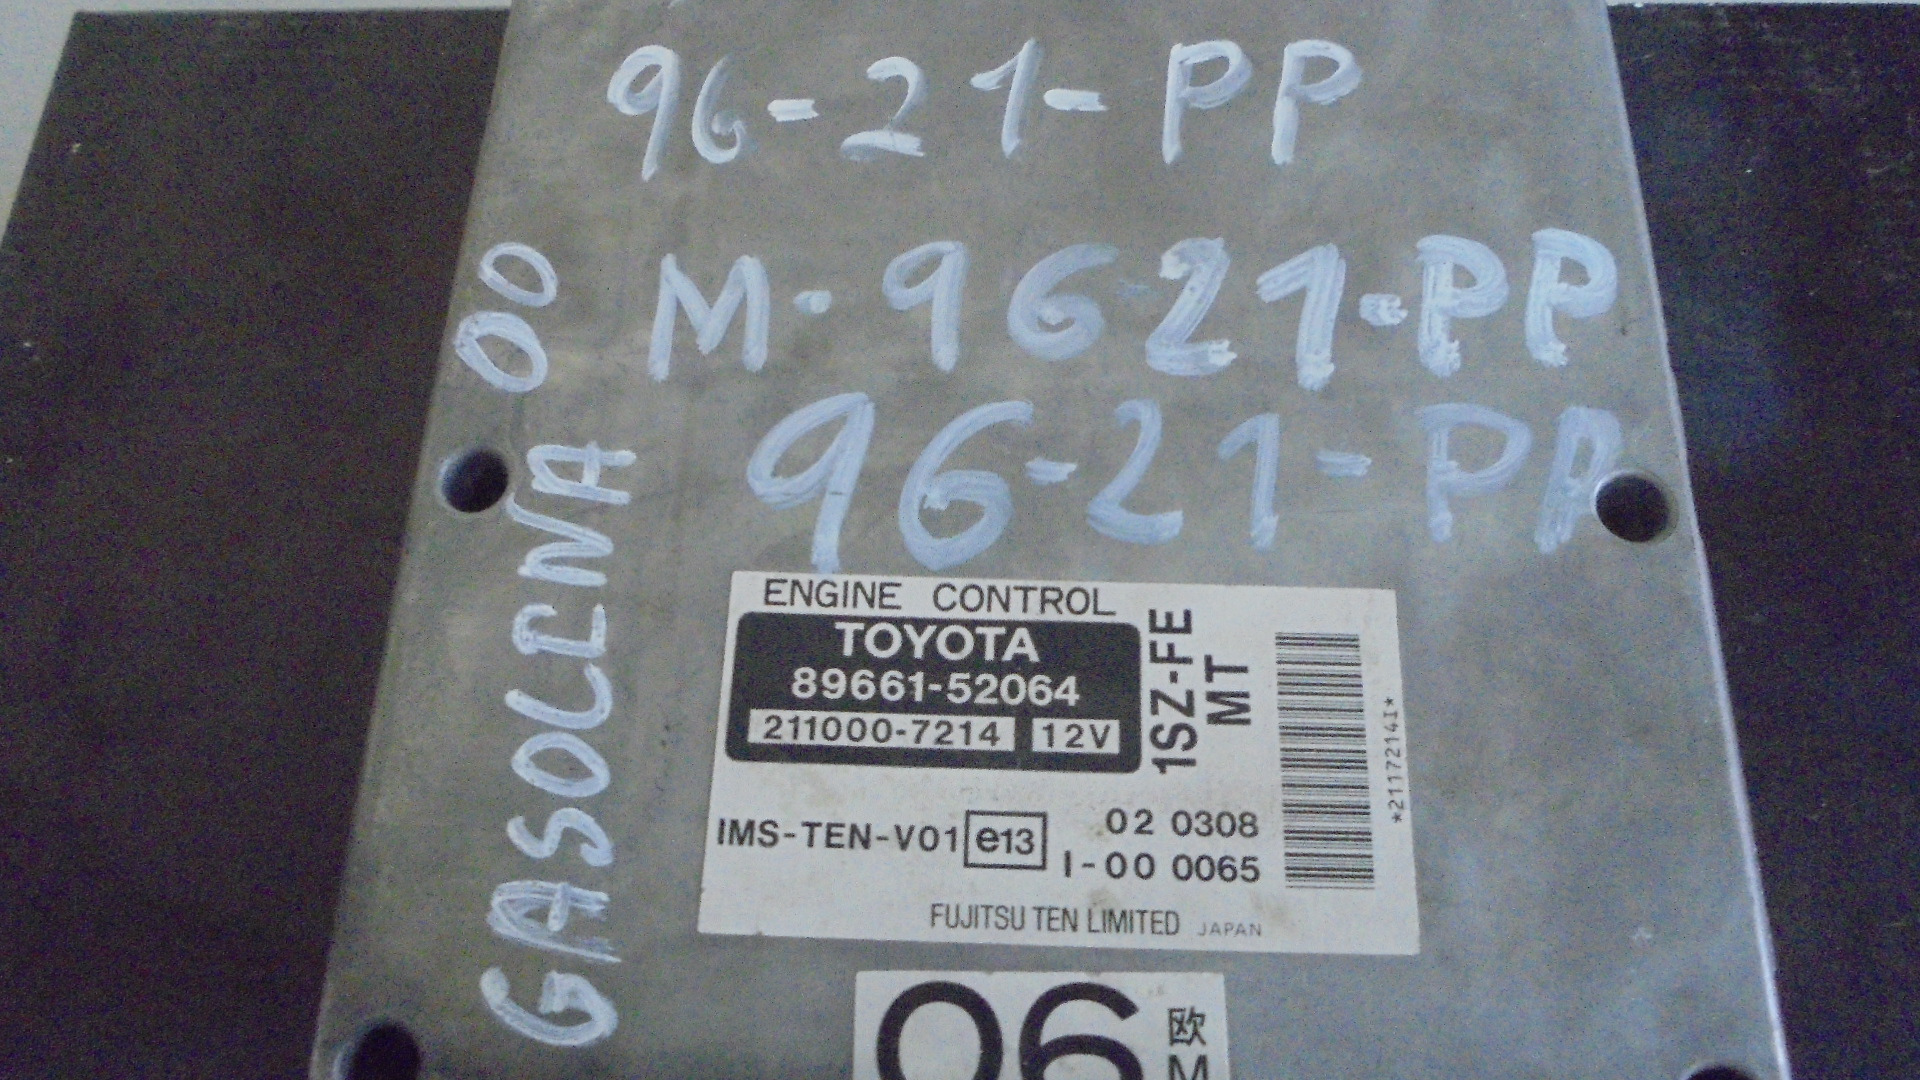 96-21-PP
M-9621-PP
96-21-PP
GASOLINA 00
ENGINE CONTROL
TOYOTA
89661-52064
211000-7214 12V
1SZ-FE
MT
*21172141*
IMS-TEN-V01 e13
02 0308
I-00 0065
FUJITSU TEN LIMITED JAPAN
06 欧
M